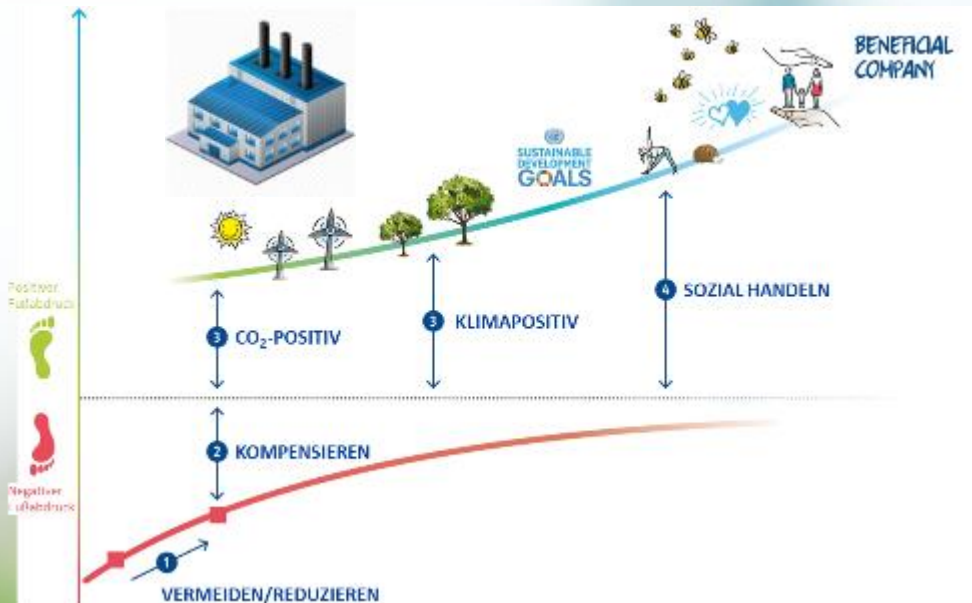 BENEFICIAL
COMPANY
SUSTAINABLE
DEVELOPMENT
GOALS
Positiver
Fußabdruck
4 SOZIAL HANDELN
3 KLIMAPOSITIV
3 CO₂-POSITIV
2 KOMPENSIEREN
Negativer
Fußabdruck
1
VERMEIDEN/REDUZIEREN